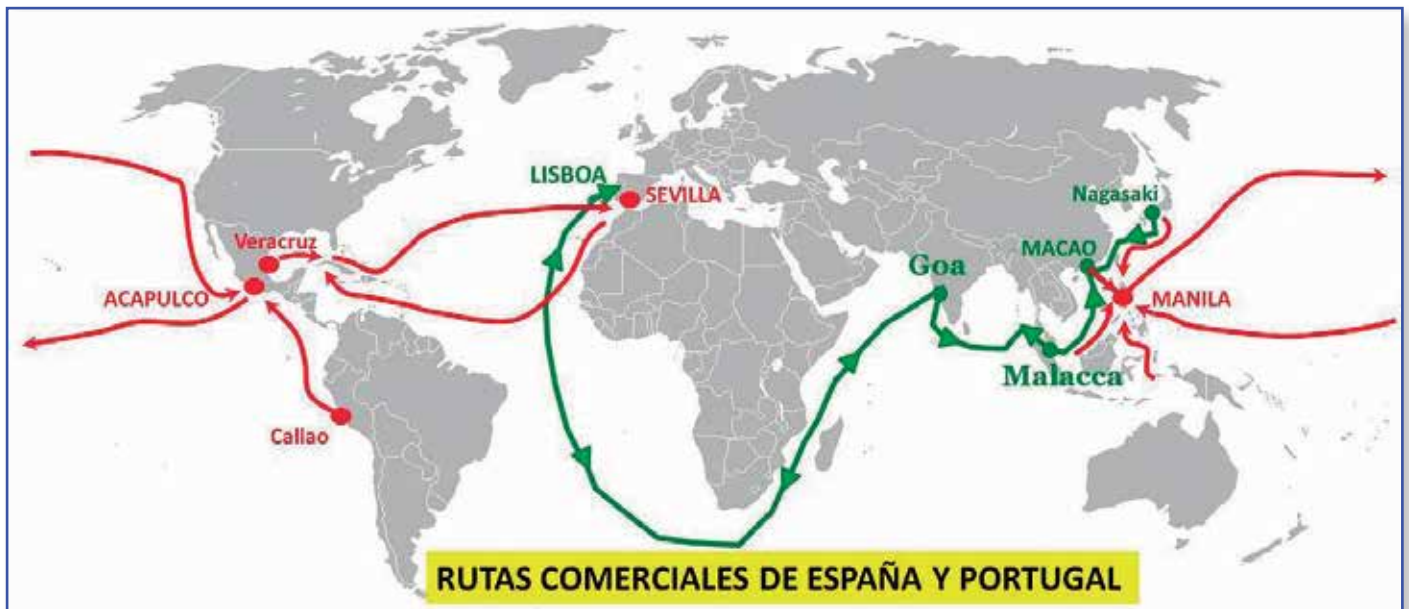 LISBOA
SEVILLA
Nagasaki
Veracruz
MACAO
Goa
ACAPULCO
MANILA
Malacca
Callao
RUTAS COMERCIALES DE ESPAÑA Y PORTUGAL